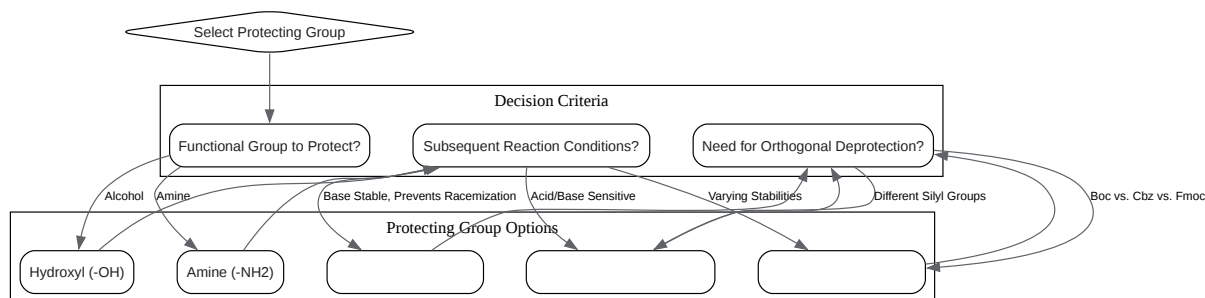 Select Protecting Group
Decision Criteria
Functional Group to Protect?
Subsequent Reaction Conditions?
Need for Orthogonal Deprotection?
Alcohol
Amine
Base Stable, Prevents Racemization
Acid/Base Sensitive
Varying Stabilities
Different Silyl Groups
Boc vs. Cbz vs. Fmoc
Protecting Group Options
Hydroxyl (-OH)
Amine (-NH2)